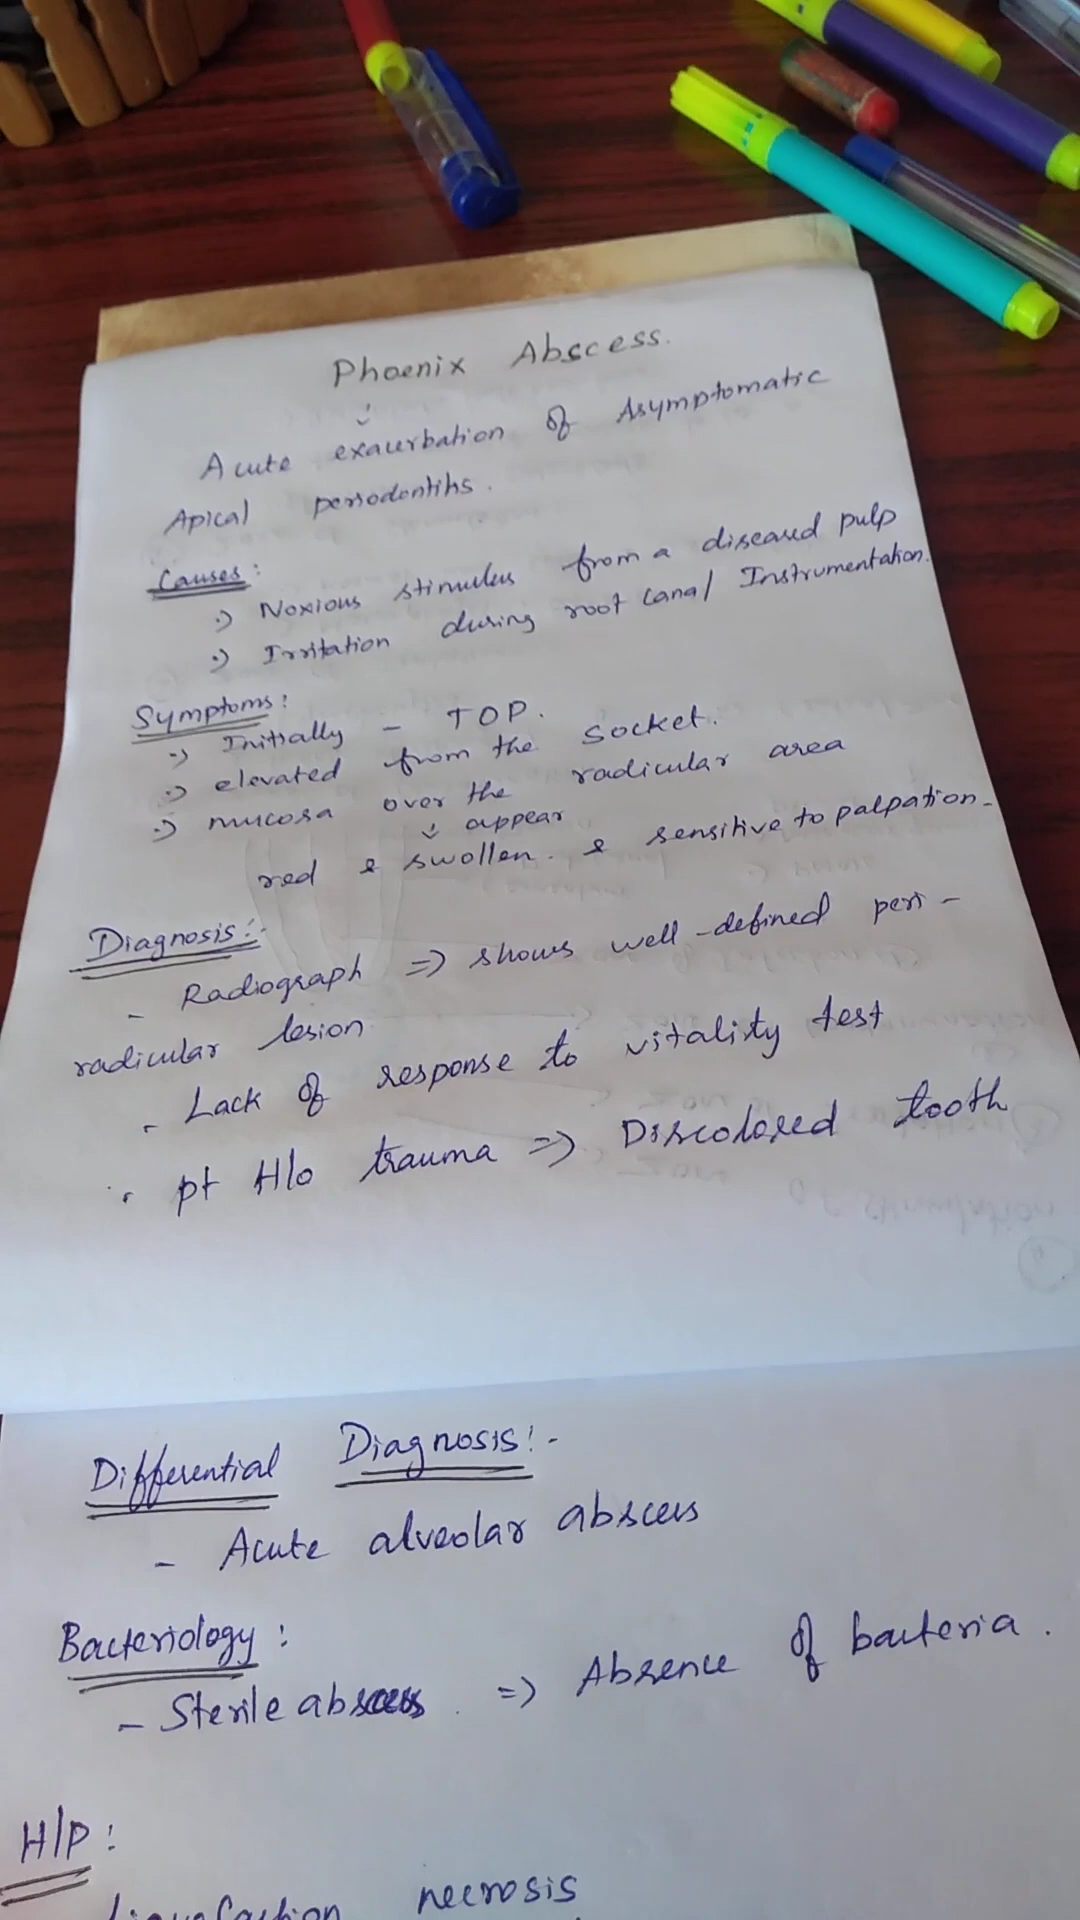 Phoenix Abscess.
Acute exacerbation of Asymptomatic
Apical periodontitis.
Causes:
Noxious stimulus from a diseased pulp
Irritation during root canal Instrumentation.
Symptoms:
Initially - TOP.
elevated from the socket.
mucosa over the radicular area
appear
red & swollen. & sensitive to palpation.
Diagnosis:-
- Radiograph => shows well-defined peri-
radicular lesion
- Lack of response to vitality test
pt H/o trauma => Discolored tooth
Differential Diagnosis:-
- Acute alveolar abscess
Bacteriology:
- Sterile abscess => Absence of bacteria.
H/P:
liquefaction necrosis